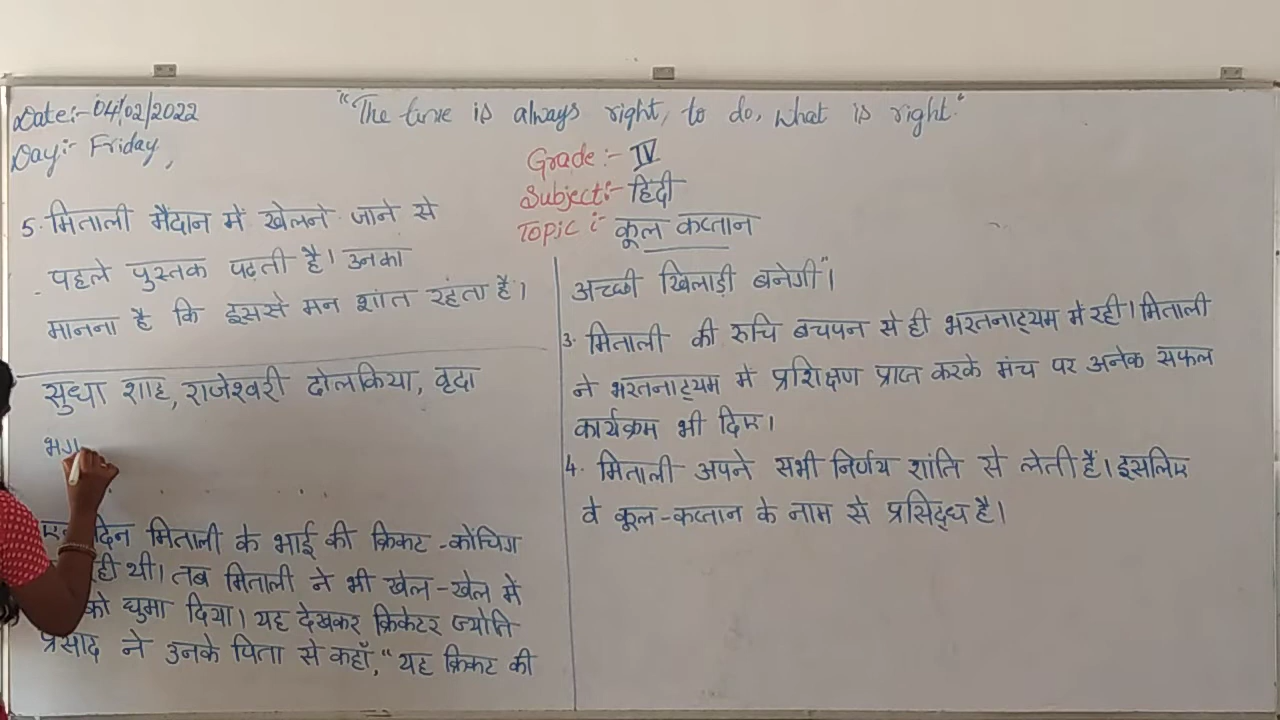 Date:- 04/02/2022
"The time is always right, to do, what is right"
Day:- Friday,
Grade:- IV
Subject:- हिंदी
Topic:- कूल कप्तान
5. मिताली मैदान में खेलने जाने से
पहले पुस्तक पढ़ती है। उनका
मानना है कि इससे मन शांत रहता है।
सुधा शाह, राजेश्वरी ढोलकिया, वृदा
भग
दिन मिताली के भाई की क्रिकट-कोचिंग
ही थी। तब मिताली ने भी खेल-खेल में
को घुमा दिया। यह देखकर क्रिकेटर ज्योति
प्रसाद ने उनके पिता से कहाँ, "यह क्रिकट की
अच्छी खिलाड़ी बनेगी"।
3. मिताली की रुचि बचपन से ही भरतनाट्यम में रही। मिताली
ने भरतनाट्यम में प्रशिक्षण प्राप्त करके मंच पर अनेक सफल
कार्यक्रम भी दिए।
4. मिताली अपने सभी निर्णय शांति से लेती हैं। इसलिए
वे कूल-कप्तान के नाम से प्रसिद्ध है।